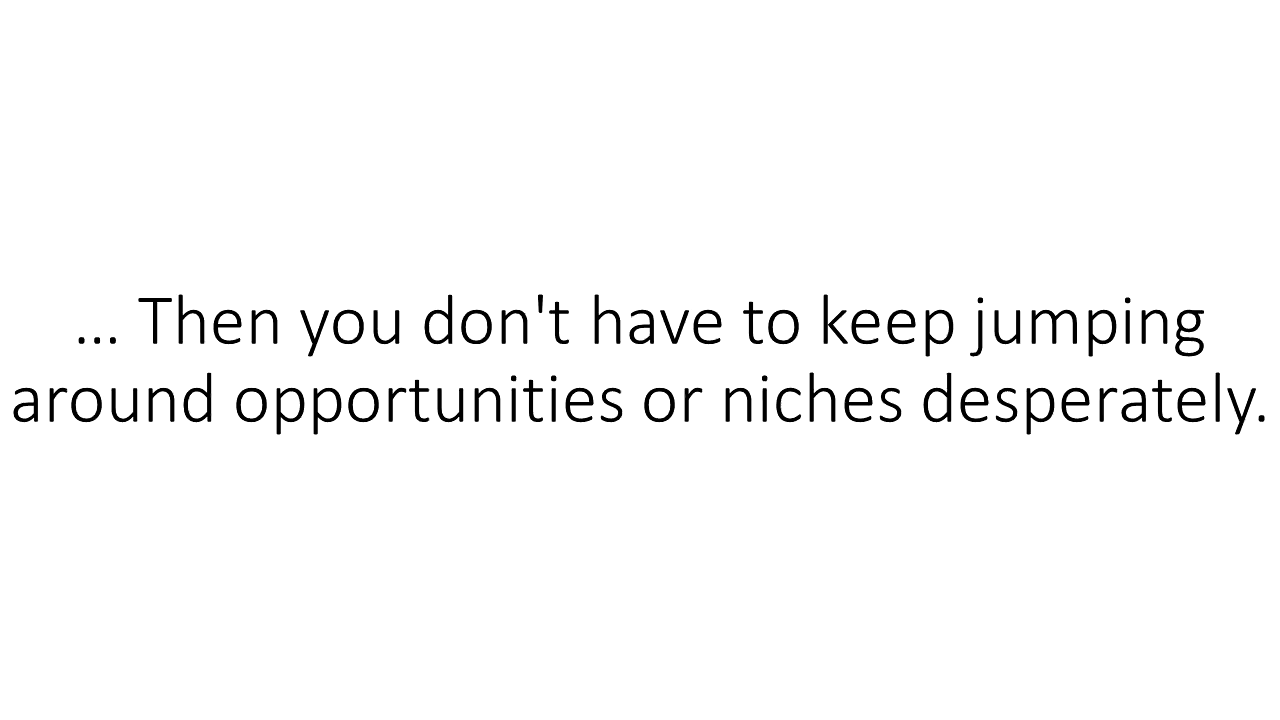 ... Then you don't have to keep jumping
around opportunities or niches desperately.